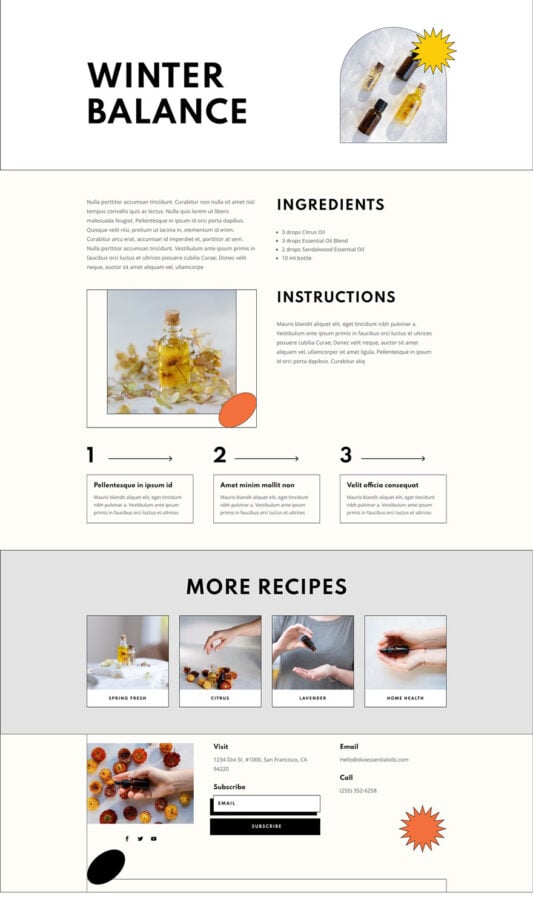 WINTER
BALANCE
Nulla porttitor accumsan tincidunt. Curabitur non nulla sit amet nisl
tempus convallis quis ac lectus. Nulla quis lorem ut libero
malesuada feugiat. Pellentesque in ipsum id orci porta dapibus.
Quisque velit nisi, pretium ut lacinia in, elementum id enim.
Curabitur arcu erat, accumsan id imperdiet et, porttitor at sem.
Nulla porttitor accumsan tincidunt. Vestibulum ante ipsum primis in
faucibus orci luctus et ultrices posuere cubilia Curae; Donec velit
neque, auctor sit amet aliquam vel, ullamcorpe
INGREDIENTS
3 drops Citrus Oil
3 drops Essential Oil Blend
2 drops Sandalwood Essential Oil
10 ml bottle
INSTRUCTIONS
Mauris blandit aliquet elit, eget tincidunt nibh pulvinar a.
Vestibulum ante ipsum primis in faucibus orci luctus et ultrices
posuere cubilia Curae; Donec velit neque, auctor sit amet
aliquam vel, ullamcorper sit amet ligula. Pellentesque in ipsum
id orci porta dapibus. Curabitur aliq
1
Pellentesque in ipsum id
Mauris blandit aliquet elit, eget tincidunt
nibh pulvinar a. Vestibulum ante ipsum
primis in faucibus orci luctus et ultrices
2
Amet minim mollit non
Mauris blandit aliquet elit, eget tincidunt
nibh pulvinar a. Vestibulum ante ipsum
primis in faucibus orci luctus et ultrices
3
Velit officia consequat
Mauris blandit aliquet elit, eget tincidunt
nibh pulvinar a. Vestibulum ante ipsum
primis in faucibus orci luctus et ultrices
MORE RECIPES
SPRING FRESH
CITRUS
LAVENDER
HOME HEALTH
Visit
1234 Divi St. #1000, San Francisco, CA
94220
Subscribe
EMAIL
SUBSCRIBE
Email
Hello@diviessentialoils.com
Call
(255) 352-6258